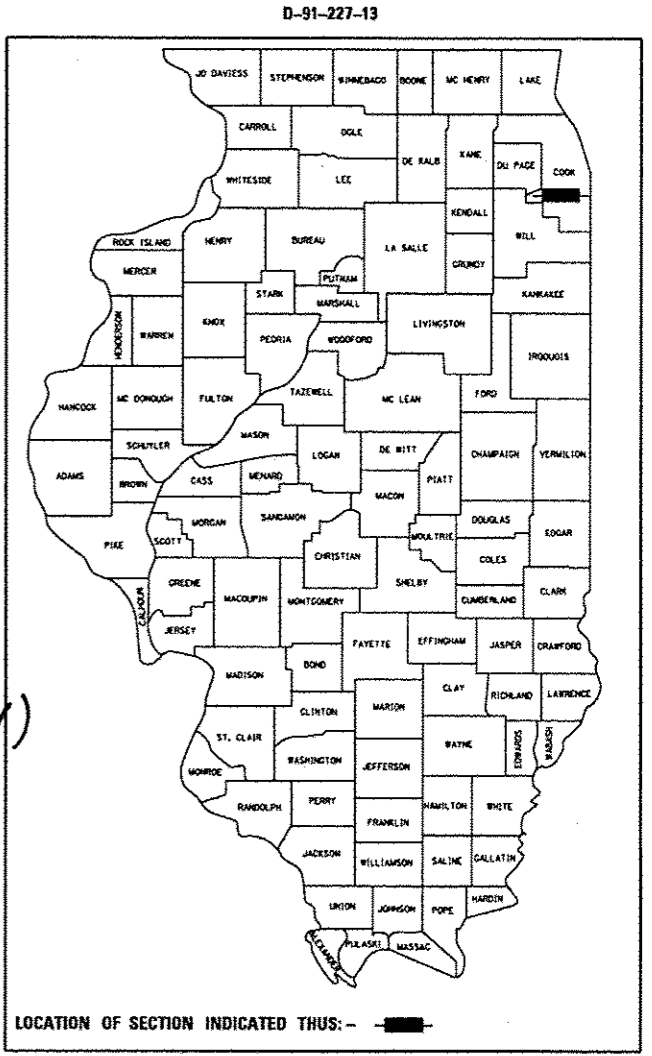 D-91-227-13
JO DAVIESS STEPHENSON WINNEBAGO BOONE MC HENRY LAKE
CARROLL OGLE DE KALB KANE DU PAGE COOK
WHITESIDE LEE KENDALL WILL
ROCK ISLAND HENRY BUREAU LA SALLE GRUNDY
MERCER PUTNAM KANKAKEE
HENDERSON WARREN KNOX STARK MARSHALL LIVINGSTON
PEORIA WOODFORD IROQUOIS
HANCOCK MC DONOUGH FULTON TAZEWELL MC LEAN FORD
SCHUYLER MASON LOGAN DE WITT CHAMPAIGN VERMILION
ADAMS BROWN CASS MENARD MACON PIATT
PIKE SCOTT MORGAN SANGAMON CHRISTIAN MOULTRIE DOUGLAS EDGAR
COLES
CALHOUN GREENE MACOUPIN MONTGOMERY SHELBY CUMBERLAND CLARK
JERSEY FAYETTE EFFINGHAM JASPER CRAWFORD
MADISON BOND CLAY RICHLAND LAWRENCE
CLINTON MARION
ST. CLAIR WASHINGTON JEFFERSON WAYNE EDWARDS WABASH
MONROE
RANDOLPH PERRY FRANKLIN HAMILTON WHITE
JACKSON WILLIAMSON SALINE GALLATIN
UNION JOHNSON POPE HARDIN
ALEXANDER PULASKI MASSAC
LOCATION OF SECTION INDICATED THUS: -